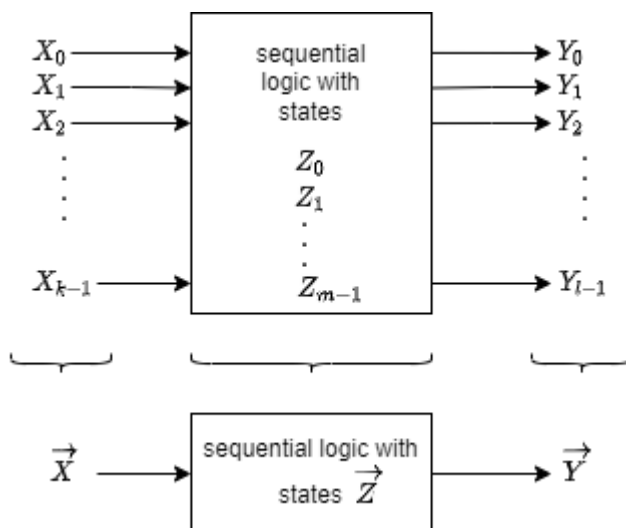 X₀ sequential Y₀
X₁ logic with Y₁
X₂ states Y₂
Z₀
Z₁
Xₖ₋₁ Zₘ₋₁ Yₗ₋₁
X⃗ sequential logic with Y⃗
states Z⃗